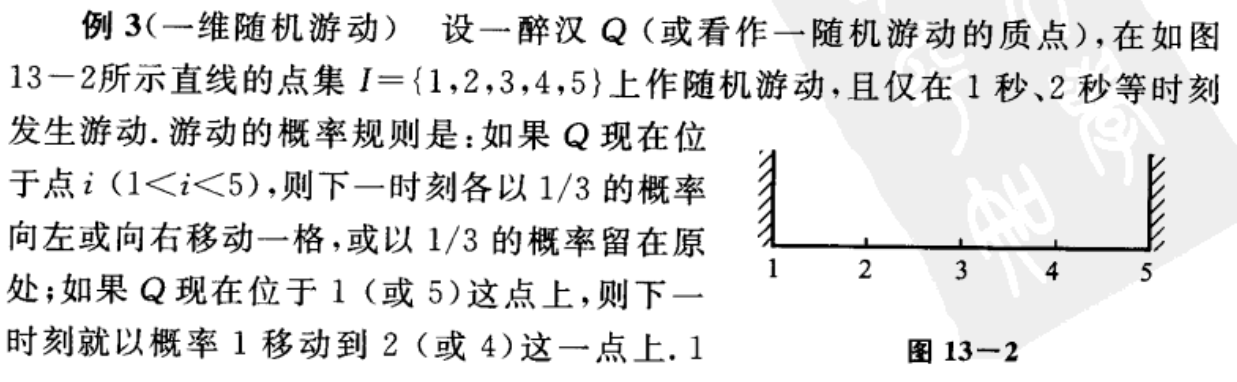 例 3(一维随机游动) 设一醉汉 Q(或看作一随机游动的质点),在如图
13-2所示直线的点集 I={1,2,3,4,5}上作随机游动,且仅在 1 秒、2 秒等时刻
发生游动.游动的概率规则是:如果 Q 现在位
于点 i (1<i<5),则下一时刻各以 1/3 的概率
向左或向右移动一格,或以 1/3 的概率留在原
处;如果 Q 现在位于 1 (或 5)这点上,则下一
时刻就以概率 1 移动到 2 (或 4)这一点上. 1
1 2 3 4 5
图 13-2